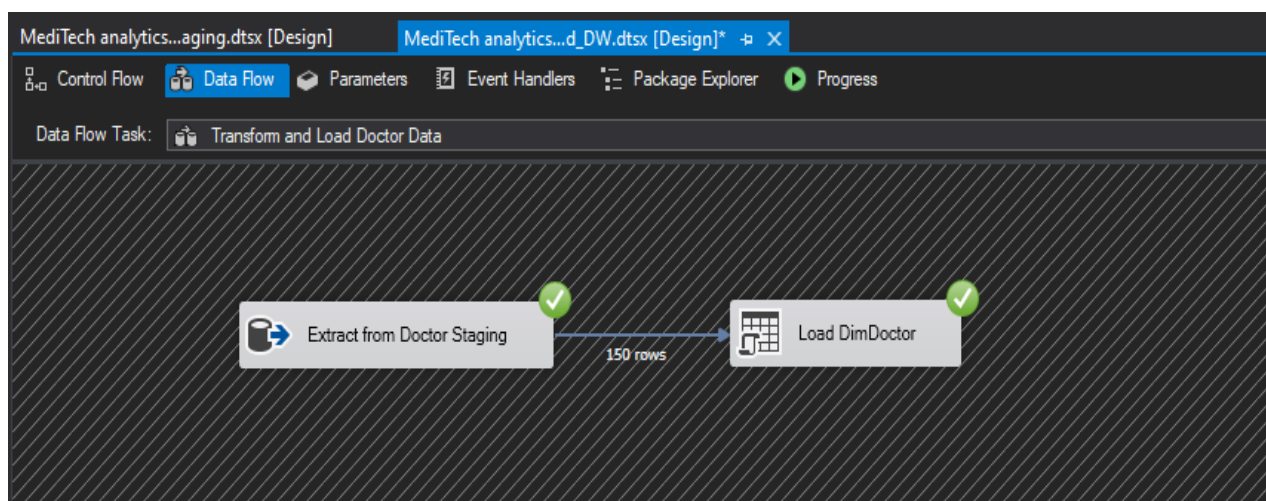 MediTech analytics...aging.dtsx [Design] MediTech analytics...d_DW.dtsx [Design]*
Control Flow Data Flow Parameters Event Handlers Package Explorer Progress
Data Flow Task: Transform and Load Doctor Data
Extract from Doctor Staging
150 rows
Load DimDoctor